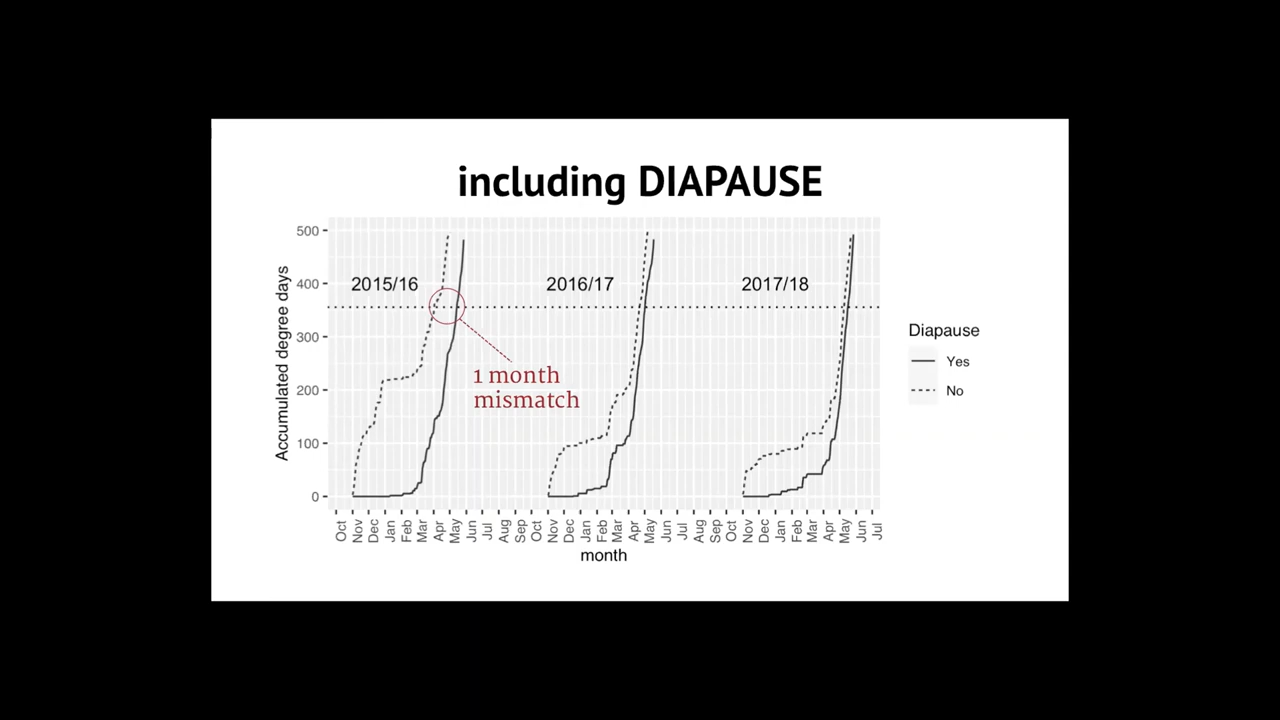 including DIAPAUSE
500
400
300
200
100
0
Accumulated degree days
2015/16
2016/17
2017/18
1 month
mismatch
Diapause
Yes
No
Oct Nov Dec Jan Feb Mar Apr May Jun Jul Aug Sep Oct Nov Dec Jan Feb Mar Apr May Jun Jul Aug Sep Oct Nov Dec Jan Feb Mar Apr May Jun Jul
month